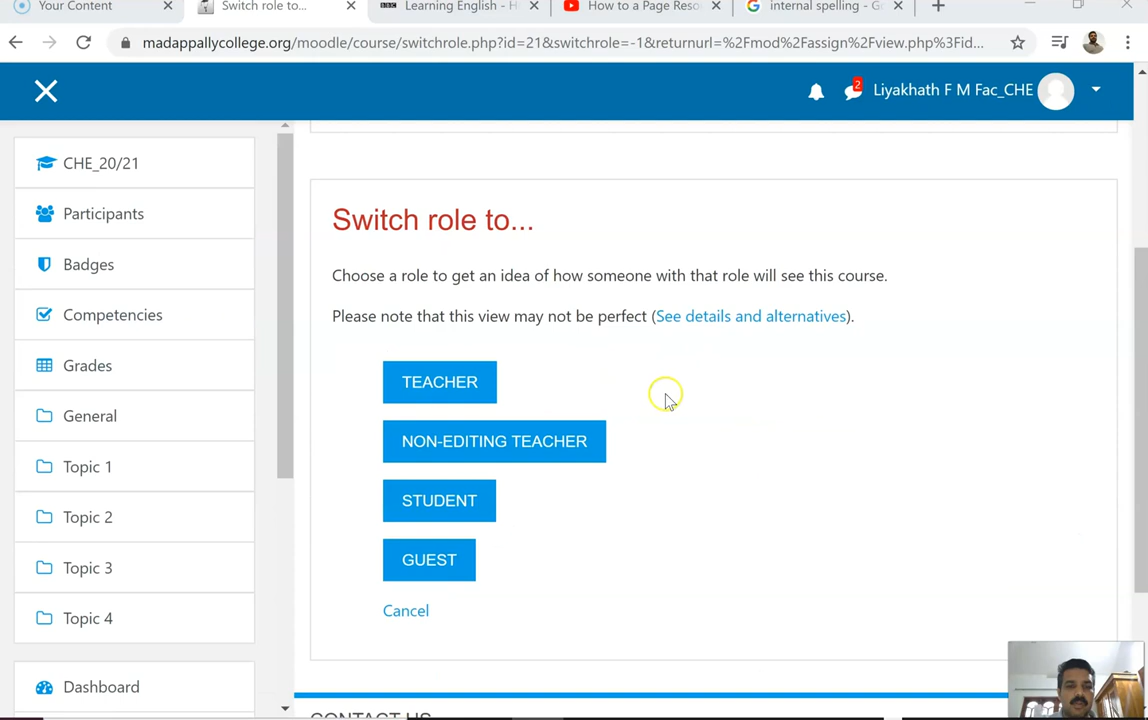 Your Content
Switch role to...
Learning English - H
How to a Page Reso
internal spelling - Go
madappallycollege.org/moodle/course/switchrole.php?id=21&switchrole=-1&returnurl=%2Fmod%2Fassign%2Fview.php%3Fid...
2
Liyakhath F M Fac_CHE
CHE_20/21
Participants
Badges
Competencies
Grades
General
Topic 1
Topic 2
Topic 3
Topic 4
Dashboard
Switch role to...
Choose a role to get an idea of how someone with that role will see this course.
Please note that this view may not be perfect (See details and alternatives).
TEACHER
NON-EDITING TEACHER
STUDENT
GUEST
Cancel
CONTACT US